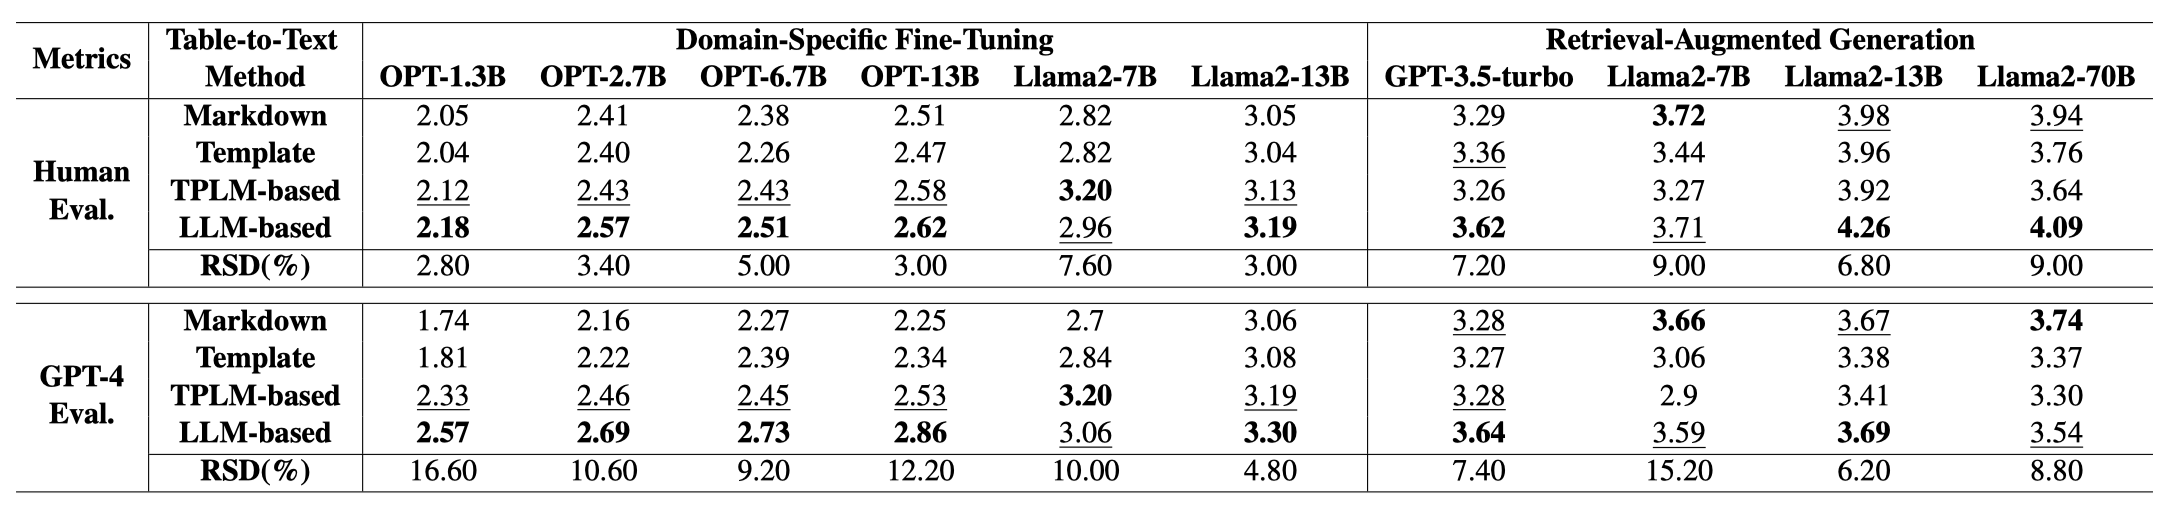 Metrics Table-to-Text Method Domain-Specific Fine-Tuning Retrieval-Augmented Generation
OPT-1.3B OPT-2.7B OPT-6.7B OPT-13B Llama2-7B Llama2-13B GPT-3.5-turbo Llama2-7B Llama2-13B Llama2-70B
Human Eval.
Markdown 2.05 2.41 2.38 2.51 2.82 3.05 3.29 3.72 3.98 3.94
Template 2.04 2.40 2.26 2.47 2.82 3.04 3.36 3.44 3.96 3.76
TPLM-based 2.12 2.43 2.43 2.58 3.20 3.13 3.26 3.27 3.92 3.64
LLM-based 2.18 2.57 2.51 2.62 2.96 3.19 3.62 3.71 4.26 4.09
RSD(%) 2.80 3.40 5.00 3.00 7.60 3.00 7.20 9.00 6.80 9.00
GPT-4 Eval.
Markdown 1.74 2.16 2.27 2.25 2.7 3.06 3.28 3.66 3.67 3.74
Template 1.81 2.22 2.39 2.34 2.84 3.08 3.27 3.06 3.38 3.37
TPLM-based 2.33 2.46 2.45 2.53 3.20 3.19 3.28 2.9 3.41 3.30
LLM-based 2.57 2.69 2.73 2.86 3.06 3.30 3.64 3.59 3.69 3.54
RSD(%) 16.60 10.60 9.20 12.20 10.00 4.80 7.40 15.20 6.20 8.80